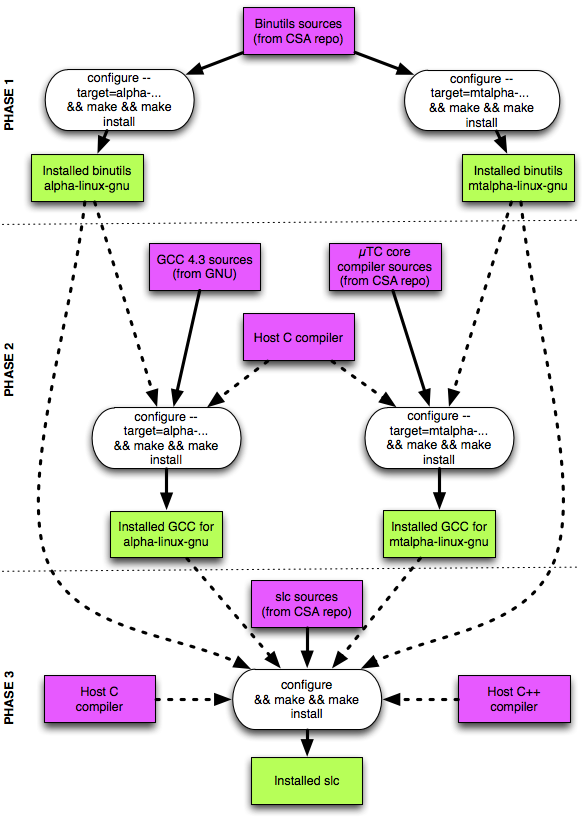 Binutils sources
(from CSA repo)
PHASE 1
configure --
target=alpha-...
&& make && make
install
configure --
target=mtalpha-...
&& make && make
install
Installed binutils
alpha-linux-gnu
Installed binutils
mtalpha-linux-gnu
PHASE 2
GCC 4.3 sources
(from GNU)
µTC core
compiler sources
(from CSA repo)
Host C compiler
configure --
target=alpha-...
&& make && make
install
configure --
target=mtalpha-...
&& make && make
install
Installed GCC for
alpha-linux-gnu
Installed GCC for
mtalpha-linux-gnu
PHASE 3
slc sources
(from CSA repo)
Host C
compiler
configure
&& make && make
install
Host C++
compiler
Installed slc